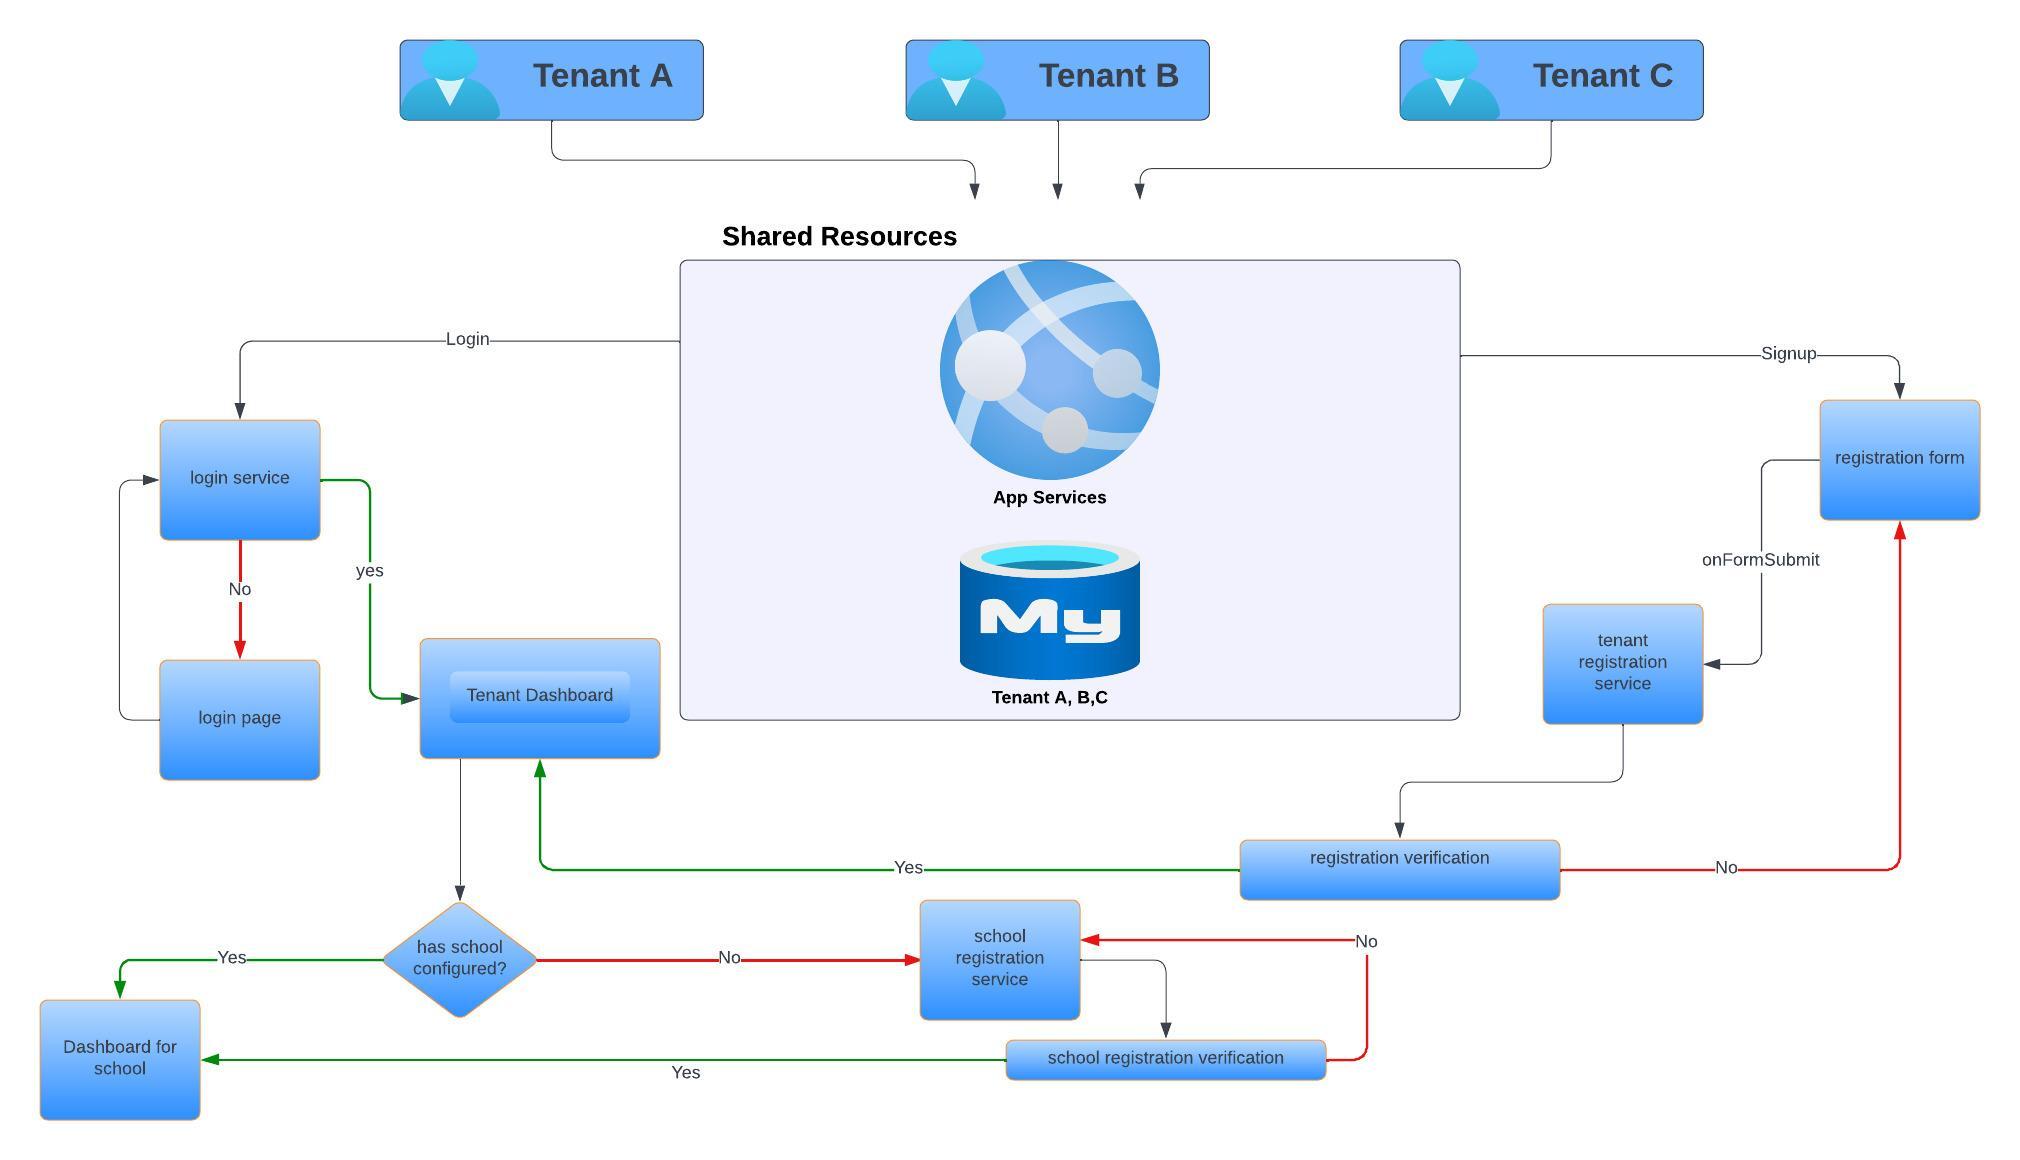 Tenant A
Tenant B
Tenant C
Shared Resources
Login
Signup
App Services
login service
registration form
yes
No
onFormSubmit
My
tenant
registration
service
Tenant Dashboard
Tenant A, B,C
login page
registration verification
Yes
No
has school
configured?
Yes
No
school
registration
service
No
Dashboard for
school
school registration verification
Yes